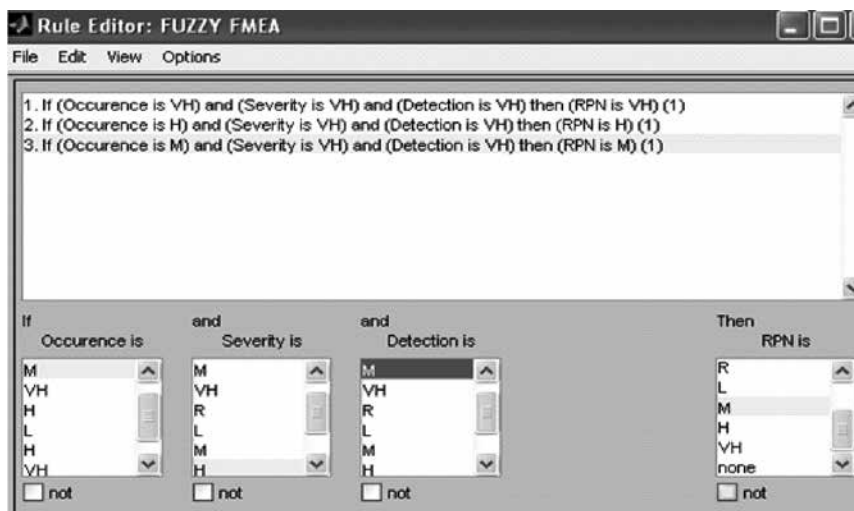 Rule Editor: FUZZY FMEA
File Edit View Options
1. If (Occurence is VH) and (Severity is VH) and (Detection is VH) then (RPN is VH) (1)
2. If (Occurence is H) and (Severity is VH) and (Detection is VH) then (RPN is H) (1)
3. If (Occurence is M) and (Severity is VH) and (Detection is VH) then (RPN is M) (1)
If and and Then
Occurence is Severity is Detection is RPN is
M M M R
VH VH VH L
H R R M
L L L H
H M M VH
VH H H none
not not not not